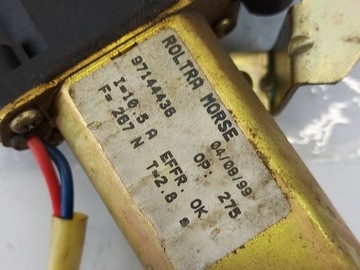 ROLTRA MORSE
97144438 04/08/99
I=10.5 A OP: 275
F= 267 N EFFR. OK
T=2.8 s